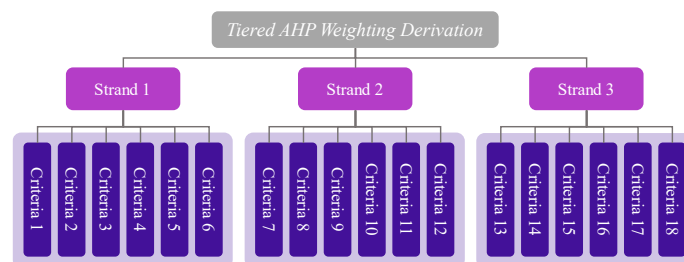 Tiered AHP Weighting Derivation
Strand 1
Strand 2
Strand 3
Criteria 1
Criteria 2
Criteria 3
Criteria 4
Criteria 5
Criteria 6
Criteria 7
Criteria 8
Criteria 9
Criteria 10
Criteria 11
Criteria 12
Criteria 13
Criteria 14
Criteria 15
Criteria 16
Criteria 17
Criteria 18